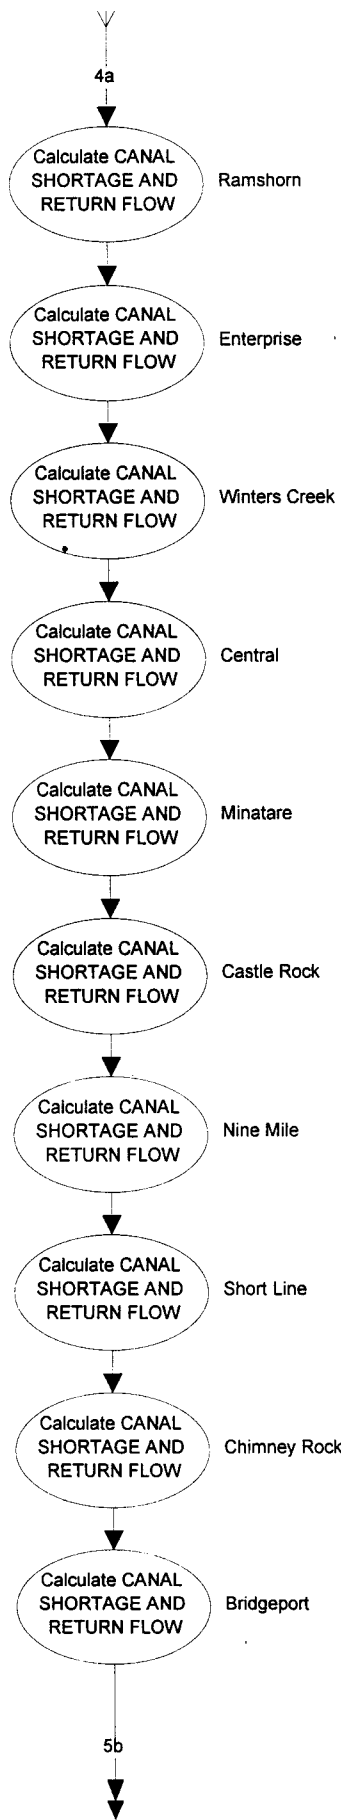 4a
Calculate CANAL
SHORTAGE AND
RETURN FLOW
Ramshorn
Calculate CANAL
SHORTAGE AND
RETURN FLOW
Enterprise
Calculate CANAL
SHORTAGE AND
RETURN FLOW
Winters Creek
Calculate CANAL
SHORTAGE AND
RETURN FLOW
Central
Calculate CANAL
SHORTAGE AND
RETURN FLOW
Minatare
Calculate CANAL
SHORTAGE AND
RETURN FLOW
Castle Rock
Calculate CANAL
SHORTAGE AND
RETURN FLOW
Nine Mile
Calculate CANAL
SHORTAGE AND
RETURN FLOW
Short Line
Calculate CANAL
SHORTAGE AND
RETURN FLOW
Chimney Rock
Calculate CANAL
SHORTAGE AND
RETURN FLOW
Bridgeport
5b